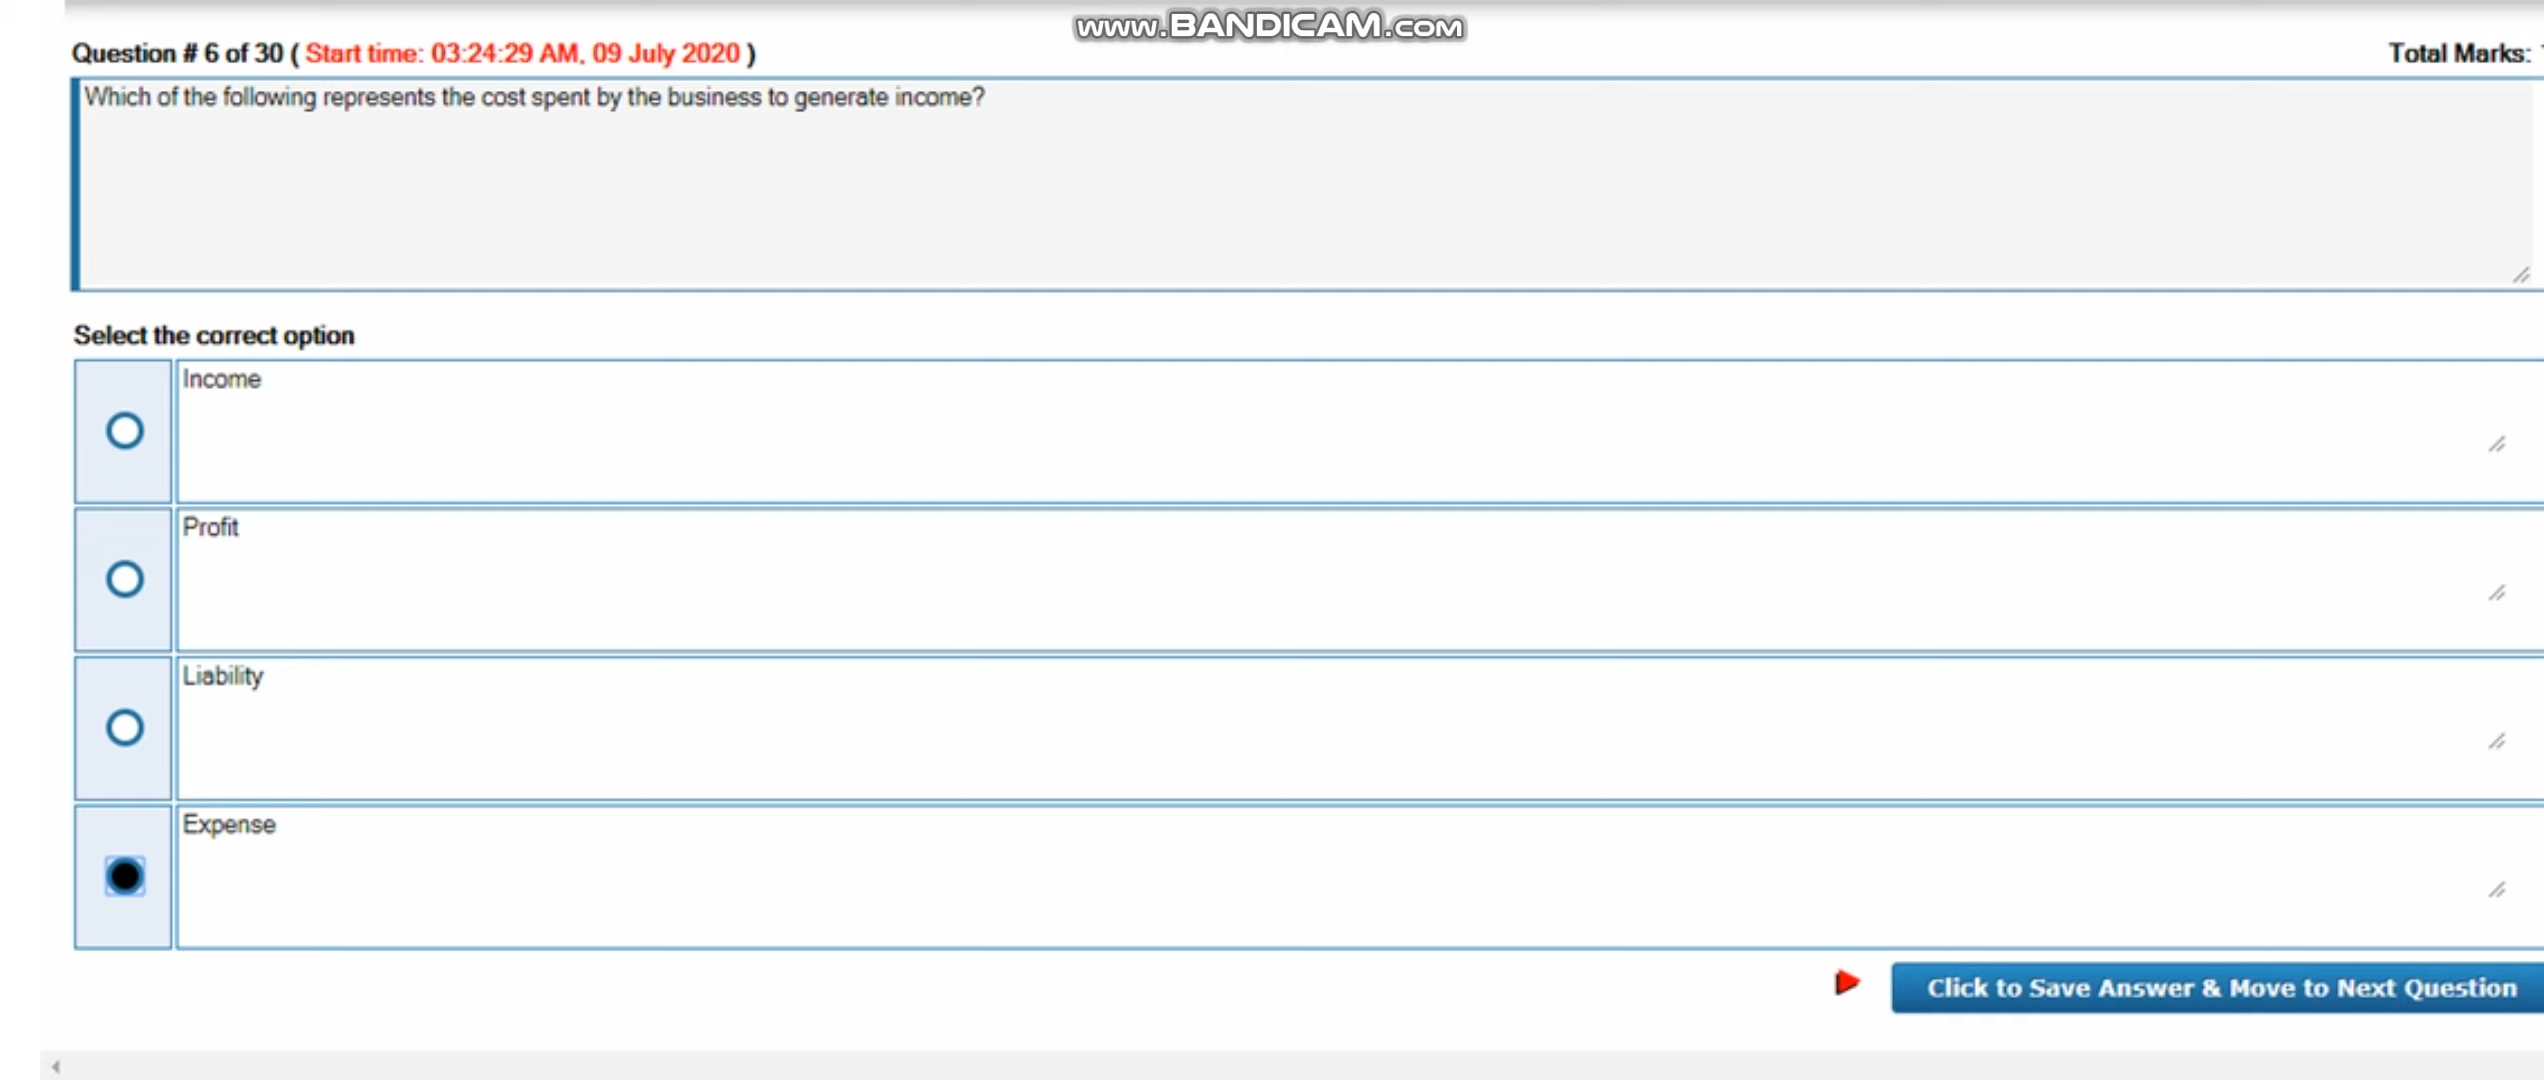 www.BANDICAM.com
Question # 6 of 30 ( Start time: 03:24:29 AM, 09 July 2020 )
Total Marks:
Which of the following represents the cost spent by the business to generate income?
Select the correct option
Income
Profit
Liability
Expense
Click to Save Answer & Move to Next Question